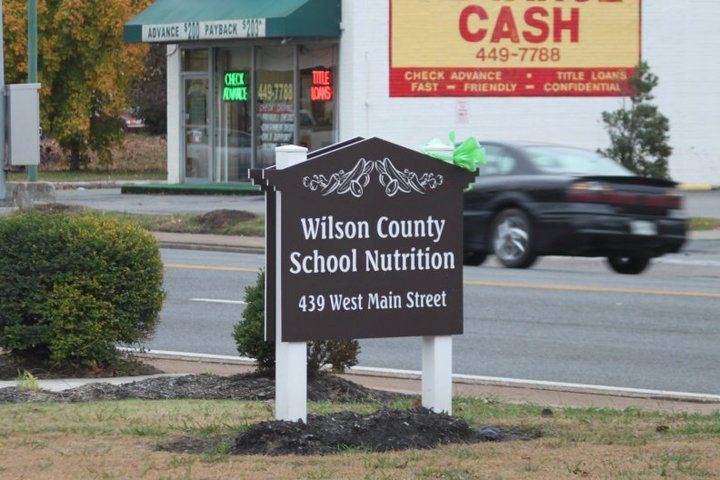 CASH
449-7788
CHECK ADVANCE • TITLE LOANS
FAST — FRIENDLY — CONFIDENTIAL
ADVANCE $200 PAYBACK $203
CHECK
ADVANCE
449-7788
TITLE
LOANS
Wilson County
School Nutrition
439 West Main Street